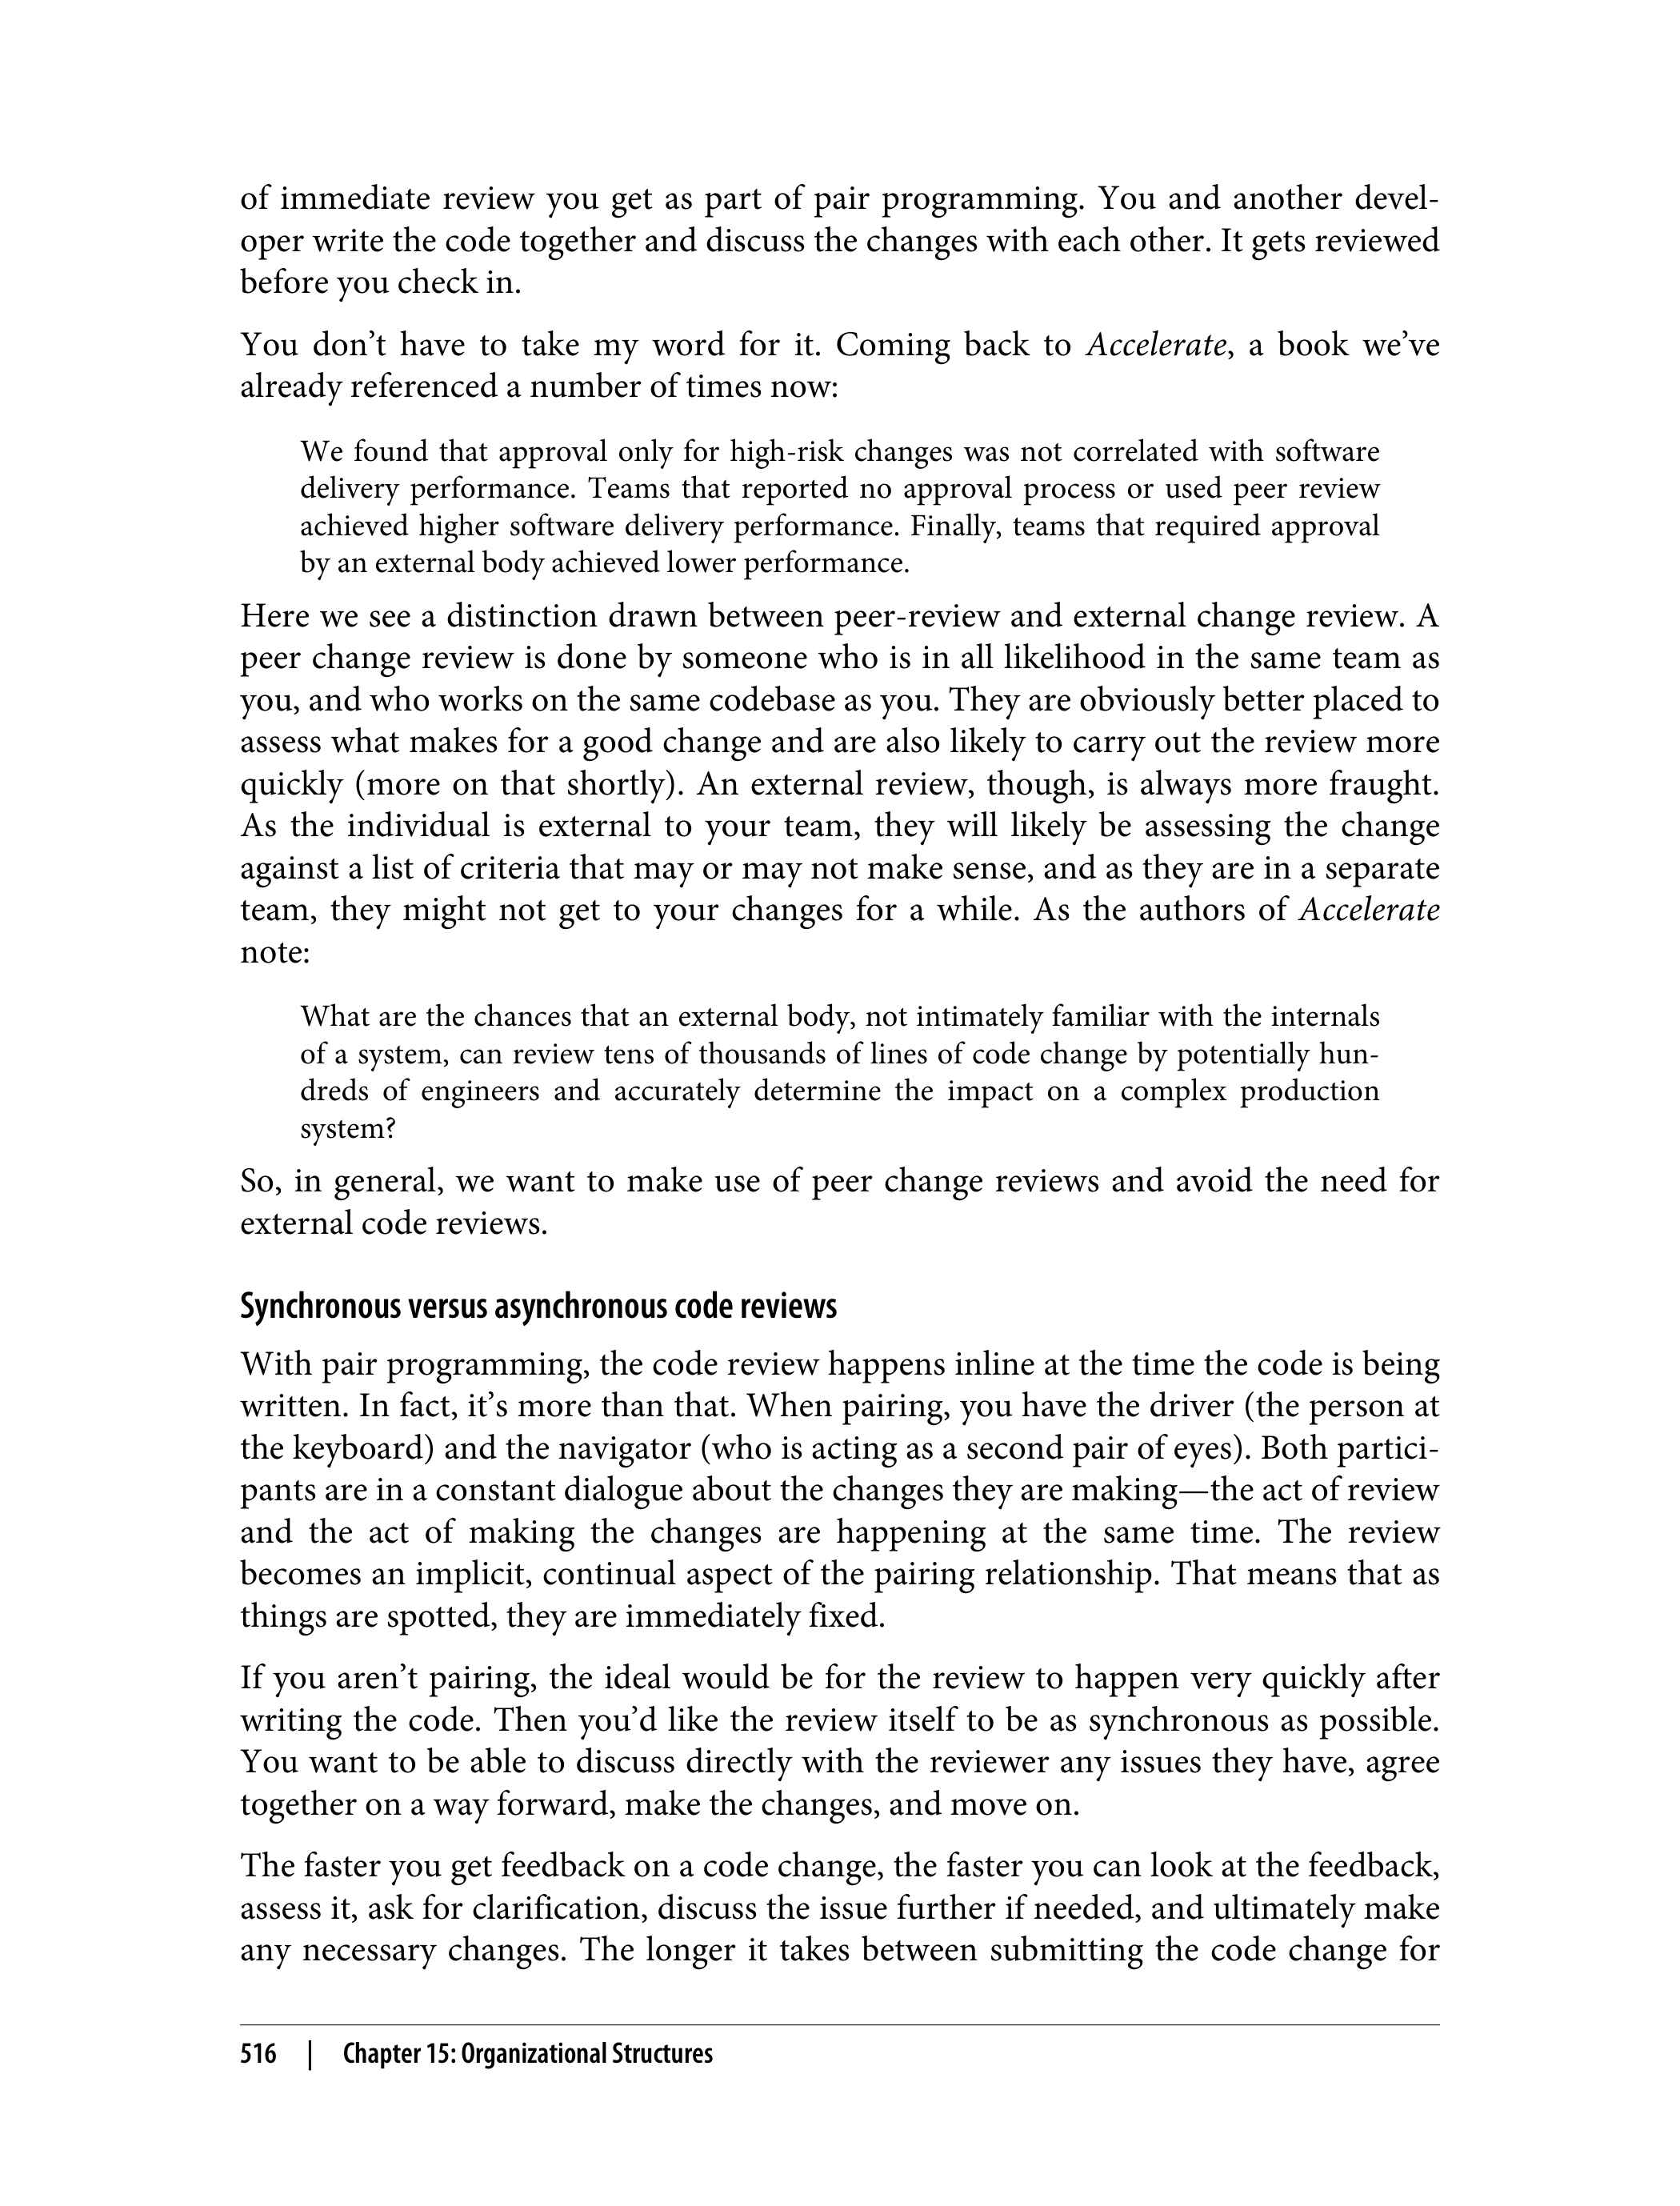 of immediate review you get as part of pair programming. You and another devel-
oper write the code together and discuss the changes with each other. It gets reviewed
before you check in.
You don’t have to take my word for it. Coming back to Accelerate, a book we’ve
already referenced a number of times now:
We found that approval only for high-risk changes was not correlated with software
delivery performance. Teams that reported no approval process or used peer review
achieved higher software delivery performance. Finally, teams that required approval
by an external body achieved lower performance.
Here we see a distinction drawn between peer-review and external change review. A
peer change review is done by someone who is in all likelihood in the same team as
you, and who works on the same codebase as you. They are obviously better placed to
assess what makes for a good change and are also likely to carry out the review more
quickly (more on that shortly). An external review, though, is always more fraught.
As the individual is external to your team, they will likely be assessing the change
against a list of criteria that may or may not make sense, and as they are in a separate
team, they might not get to your changes for a while. As the authors of Accelerate
note:
What are the chances that an external body, not intimately familiar with the internals
of a system, can review tens of thousands of lines of code change by potentially hun-
dreds of engineers and accurately determine the impact on a complex production
system?
So, in general, we want to make use of peer change reviews and avoid the need for
external code reviews.
Synchronous versus asynchronous code reviews
With pair programming, the code review happens inline at the time the code is being
written. In fact, it’s more than that. When pairing, you have the driver (the person at
the keyboard) and the navigator (who is acting as a second pair of eyes). Both partici-
pants are in a constant dialogue about the changes they are making—the act of review
and the act of making the changes are happening at the same time. The review
becomes an implicit, continual aspect of the pairing relationship. That means that as
things are spotted, they are immediately fixed.
If you aren’t pairing, the ideal would be for the review to happen very quickly after
writing the code. Then you’d like the review itself to be as synchronous as possible.
You want to be able to discuss directly with the reviewer any issues they have, agree
together on a way forward, make the changes, and move on.
The faster you get feedback on a code change, the faster you can look at the feedback,
assess it, ask for clarification, discuss the issue further if needed, and ultimately make
any necessary changes. The longer it takes between submitting the code change for
516 | Chapter 15: Organizational Structures